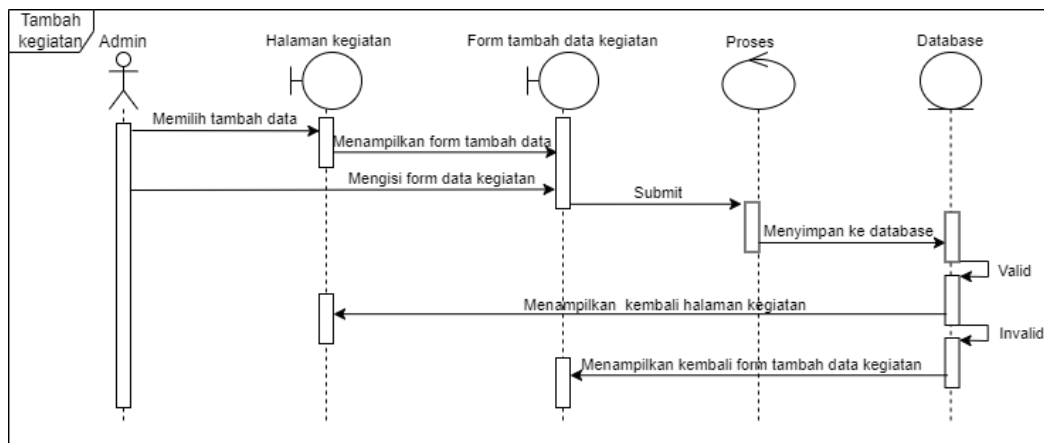 Tambah
kegiatan
Admin
Halaman kegiatan
Form tambah data kegiatan
Proses
Database
Memilih tambah data
Menampilkan form tambah data
Mengisi form data kegiatan
Submit
Menyimpan ke database
Valid
Menampilkan kembali halaman kegiatan
Invalid
Menampilkan kembali form tambah data kegiatan